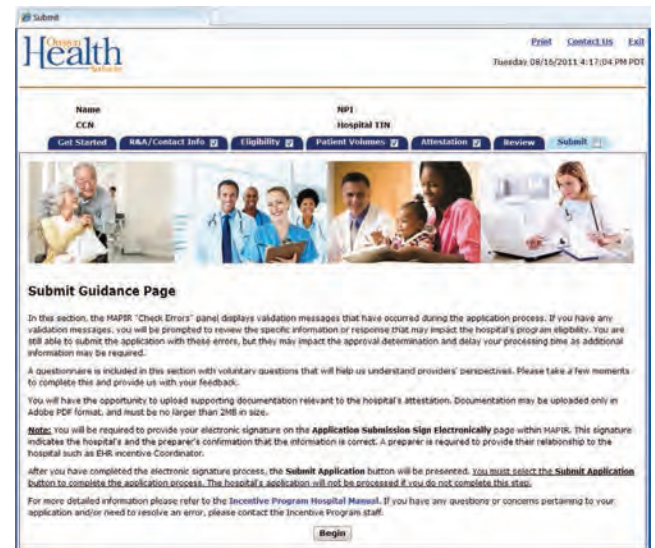 Submit
Oregon
Health
Authority
Print Contact Us Exit
Tuesday 08/16/2011 4:17:04 PM PDT
Name NPI
CCN Hospital TIN
Get Started R&A/Contact Info Eligibility Patient Volumes Attestation Review Submit
Submit Guidance Page
In this section, the MAPIR "Check Errors" panel displays validation messages that have occurred during the application process. If you have any
validation messages, you will be prompted to review the specific information or response that may impact the hospital's program eligibility. You are
still able to submit the application with these errors, but they may impact the approval determination and delay your processing time as additional
information may be required.
A questionnaire is included in this section with voluntary questions that will help us understand providers' perspectives. Please take a few moments
to complete this and provide us with your feedback.
You will have the opportunity to upload supporting documentation relevant to the hospital's attestation. Documentation may be uploaded only in
Adobe PDF format, and must be no larger than 2MB in size.
Note: You will be required to provide your electronic signature on the Application Submission Sign Electronically page within MAPIR. This signature
indicates the hospital's and the preparer's confirmation that the information is correct. A preparer is required to provide their relationship to the
hospital such as EHR incentive Coordinator.
After you have completed the electronic signature process, the Submit Application button will be presented. You must select the Submit Application
button to complete the application process. The hospital's application will not be processed if you do not complete this step.
For more detailed information please refer to the Incentive Program Hospital Manual. If you have any questions or concerns pertaining to your
application and/or need to resolve an error, please contact the Incentive Program staff.
Begin